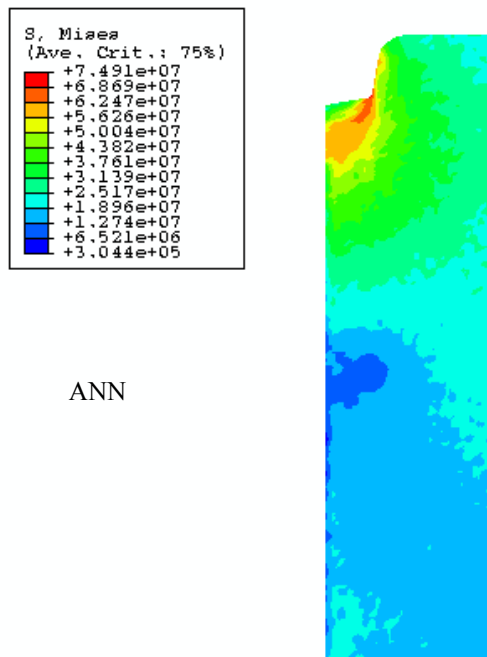 S, Mises
(Ave. Crit.: 75%)
+7.491e+07
+6.869e+07
+6.247e+07
+5.626e+07
+5.004e+07
+4.382e+07
+3.761e+07
+3.139e+07
+2.517e+07
+1.896e+07
+1.274e+07
+6.521e+06
+3.044e+05
ANN